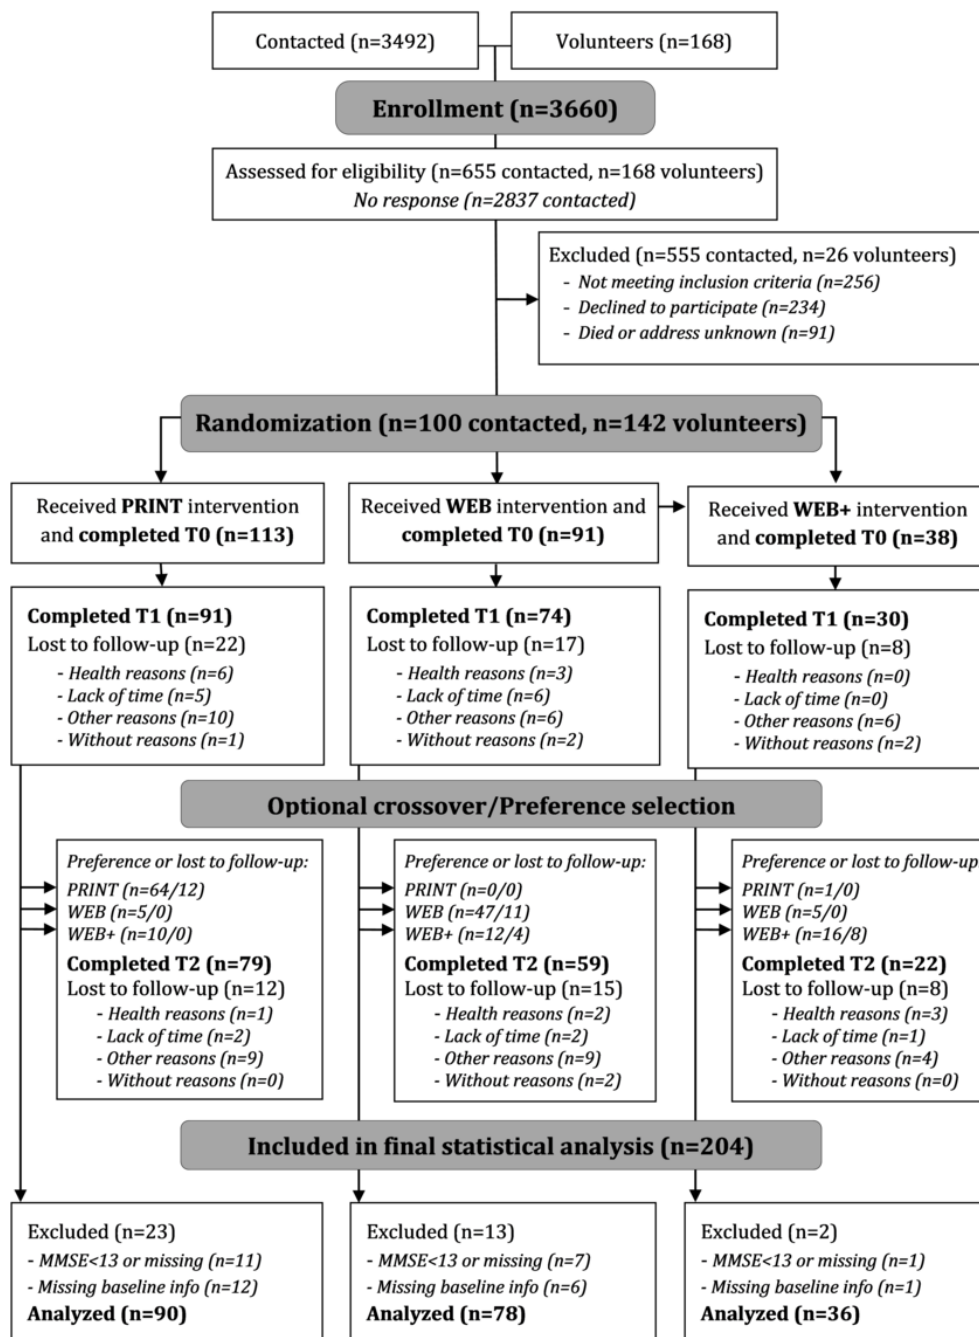 Contacted (n=3492)
Volunteers (n=168)
Enrollment (n=3660)
Assessed for eligibility (n=655 contacted, n=168 volunteers)
No response (n=2837 contacted)
Excluded (n=555 contacted, n=26 volunteers)
- Not meeting inclusion criteria (n=256)
- Declined to participate (n=234)
- Died or address unknown (n=91)
Randomization (n=100 contacted, n=142 volunteers)
Received PRINT intervention
and completed T0 (n=113)
Received WEB intervention and
completed T0 (n=91)
Received WEB+ intervention
and completed T0 (n=38)
Completed T1 (n=91)
Lost to follow-up (n=22)
- Health reasons (n=6)
- Lack of time (n=5)
- Other reasons (n=10)
- Without reasons (n=1)
Completed T1 (n=74)
Lost to follow-up (n=17)
- Health reasons (n=3)
- Lack of time (n=6)
- Other reasons (n=6)
- Without reasons (n=2)
Completed T1 (n=30)
Lost to follow-up (n=8)
- Health reasons (n=0)
- Lack of time (n=0)
- Other reasons (n=6)
- Without reasons (n=2)
Optional crossover/Preference selection
Preference or lost to follow-up:
PRINT (n=64/12)
WEB (n=5/0)
WEB+ (n=10/0)
Completed T2 (n=79)
Lost to follow-up (n=12)
- Health reasons (n=1)
- Lack of time (n=2)
- Other reasons (n=9)
- Without reasons (n=0)
Preference or lost to follow-up:
PRINT (n=0/0)
WEB (n=47/11)
WEB+ (n=12/4)
Completed T2 (n=59)
Lost to follow-up (n=15)
- Health reasons (n=2)
- Lack of time (n=2)
- Other reasons (n=9)
- Without reasons (n=2)
Preference or lost to follow-up
PRINT (n=1/0)
WEB (n=5/0)
WEB+ (n=16/8)
Completed T2 (n=22)
Lost to follow-up (n=8)
- Health reasons (n=3)
- Lack of time (n=1)
- Other reasons (n=4)
- Without reasons (n=0)
Included in final statistical analysis (n=204)
Excluded (n=23)
- MMSE<13 or missing (n=11)
- Missing baseline info (n=12)
Analyzed (n=90)
Excluded (n=13)
- MMSE<13 or missing (n=7)
- Missing baseline info (n=6)
Analyzed (n=78)
Excluded (n=2)
- MMSE<13 or missing (n=1)
- Missing baseline info (n=1)
Analyzed (n=36)